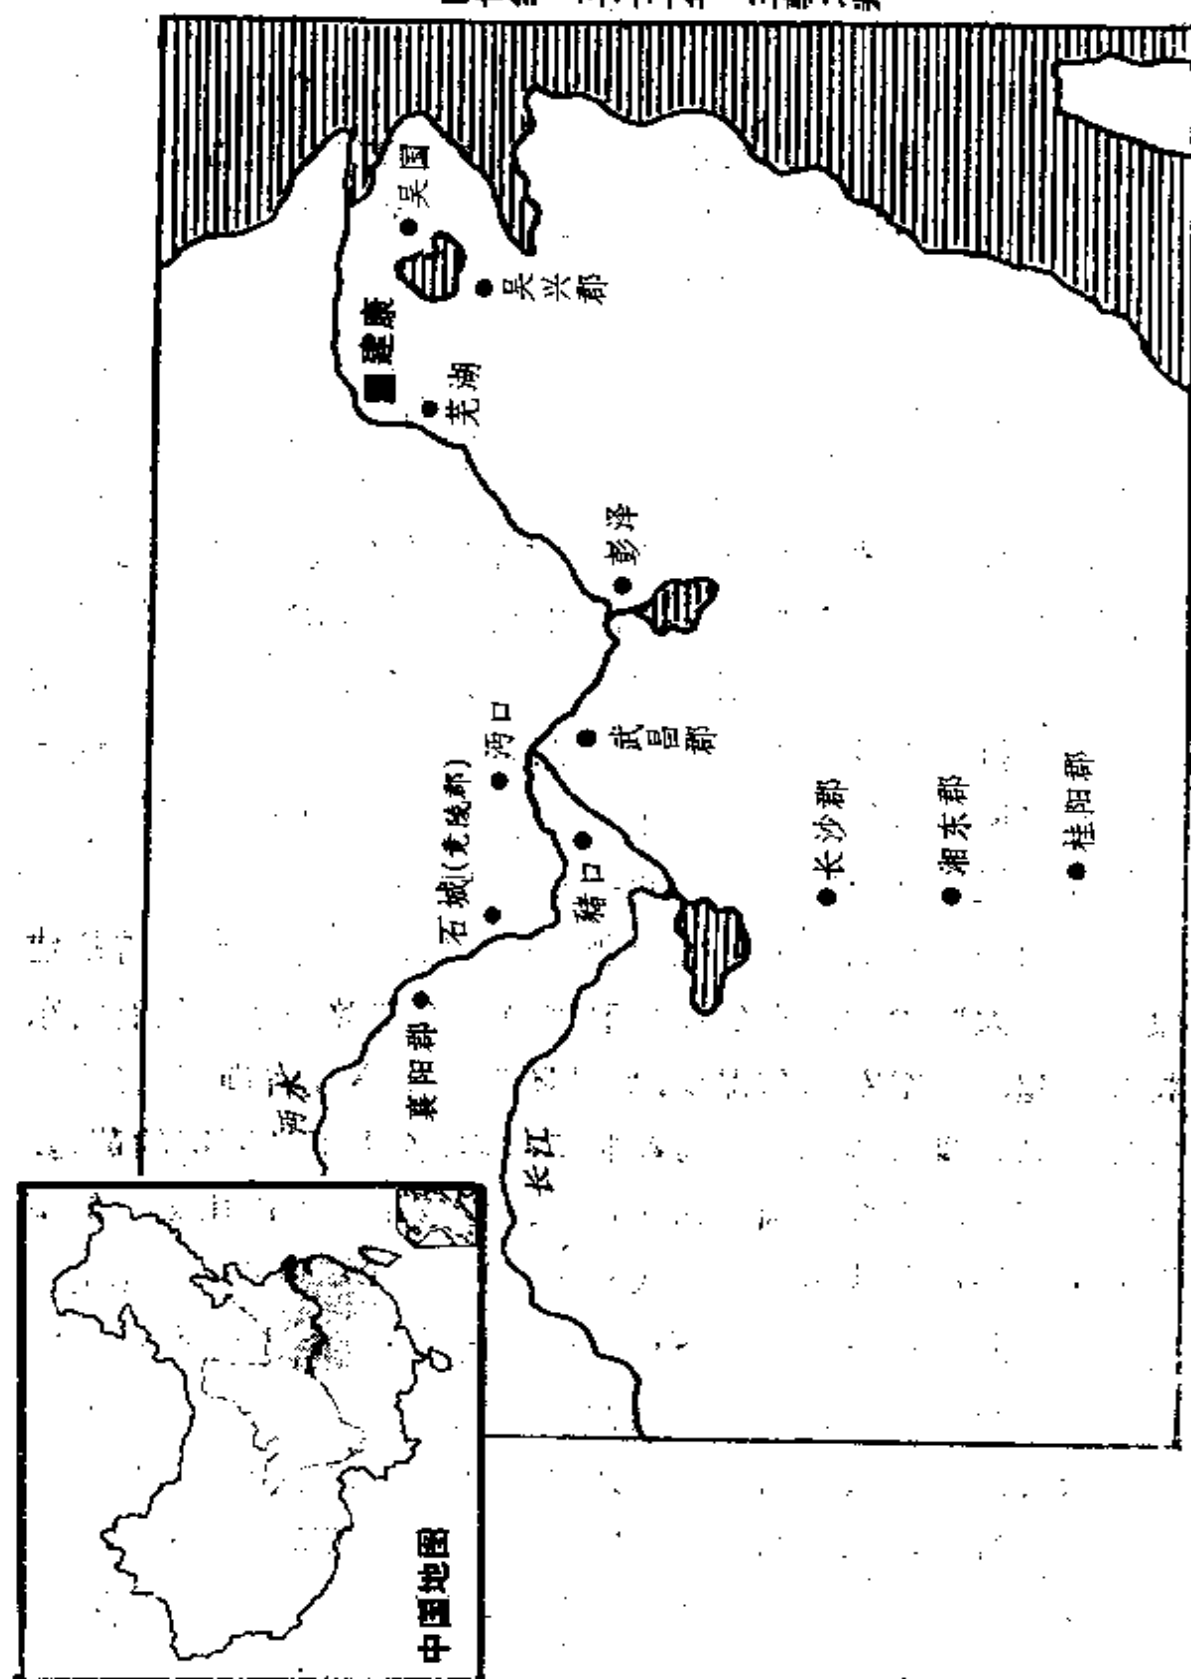 吴国
吴兴郡
建康
芜湖
彭泽
沔口
武昌郡
石城(竟陵郡)
豬口
长沙郡
湘东郡
桂阳郡
襄阳郡
沔水
长江
中国地图